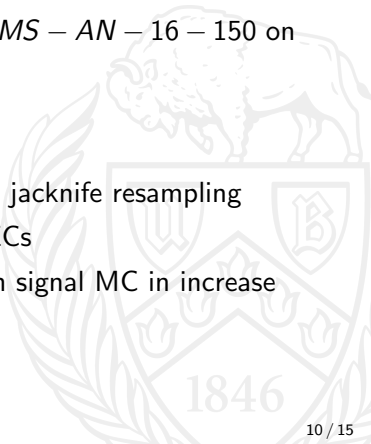 MS − AN − 16 − 150 on
jacknife resampling
Cs
signal MC in increase
U B
1846
10 / 15